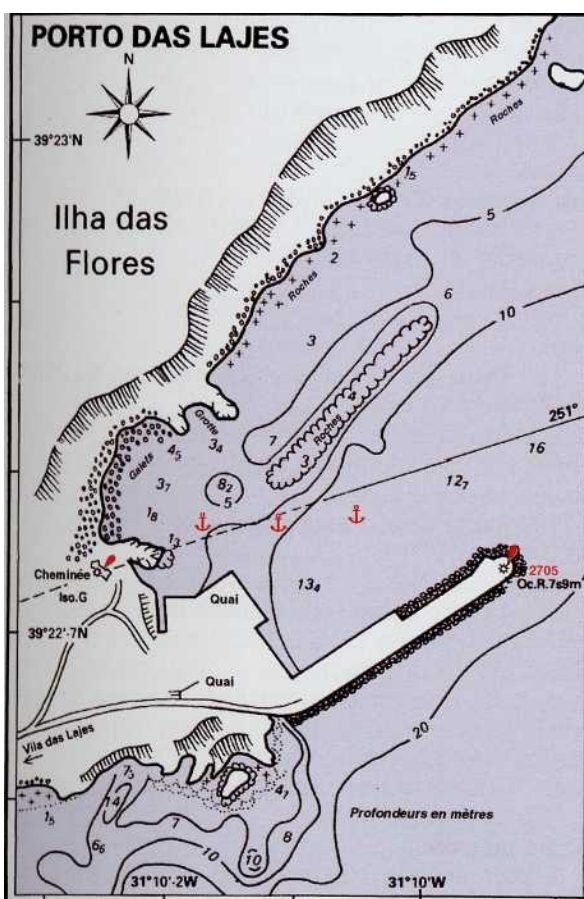 PORTO DAS LAJES
N
39°23'N
Roches
1₅
Ilha das
Flores
5
2
Roches
6
10
3
251°
4
Grotte
3₄
7
Roches
3
16
4₅
Galets
3₇
8₂
5
12₇
1₈
1₃
Cheminée
2705
Oc.R.7s9m
Iso.G
Quai
13₄
39°22'·7N
Quai
20
Vila das Lajes
7₃
14
4₁
1₅
7
8
Profondeurs en mètres
6₆
10
10
31°10'·2W
31°10'W